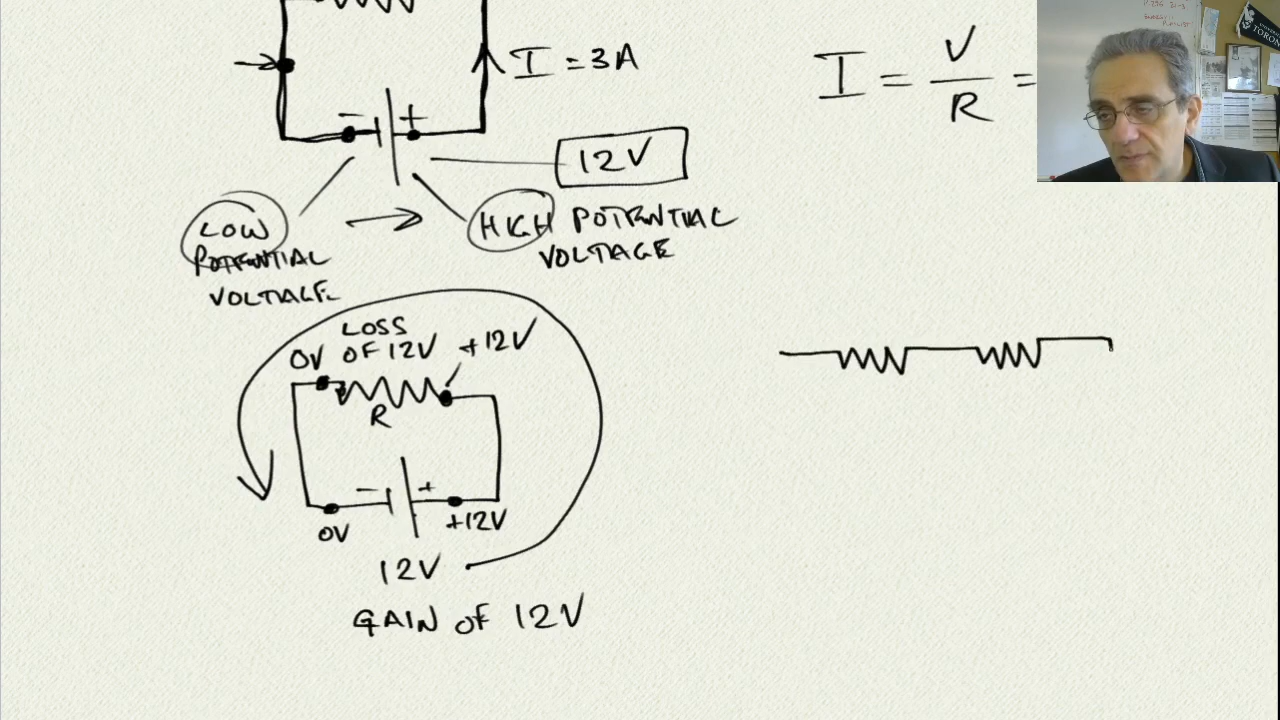 I = 3A
I = V/R =
- +
12V
LOW
POTENTIAL
VOLTAGE
HIGH POTENTIAL
VOLTAGE
LOSS
OF 12V
0V
+12V
R
- +
0V
+12V
12V
GAIN OF 12V
TORON